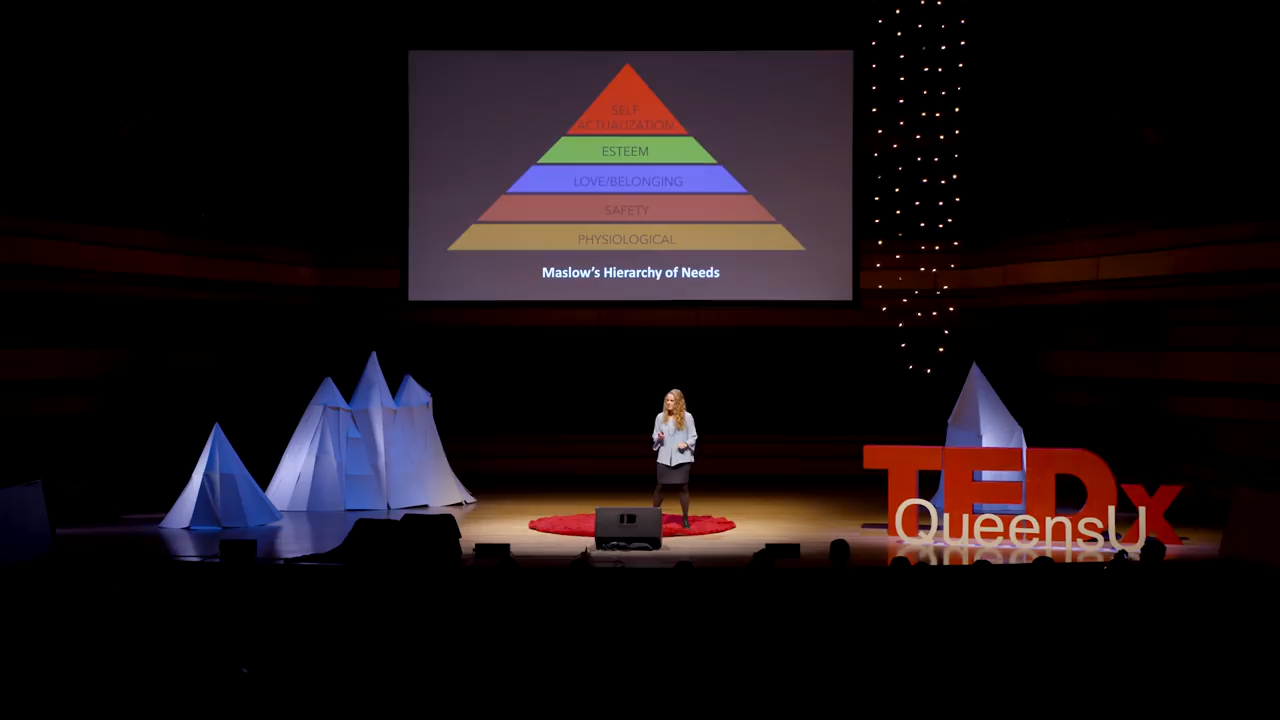 SELF
ACTUALIZATION
ESTEEM
LOVE/BELONGING
SAFETY
PHYSIOLOGICAL
Maslow's Hierarchy of Needs
TEDx
QueensU